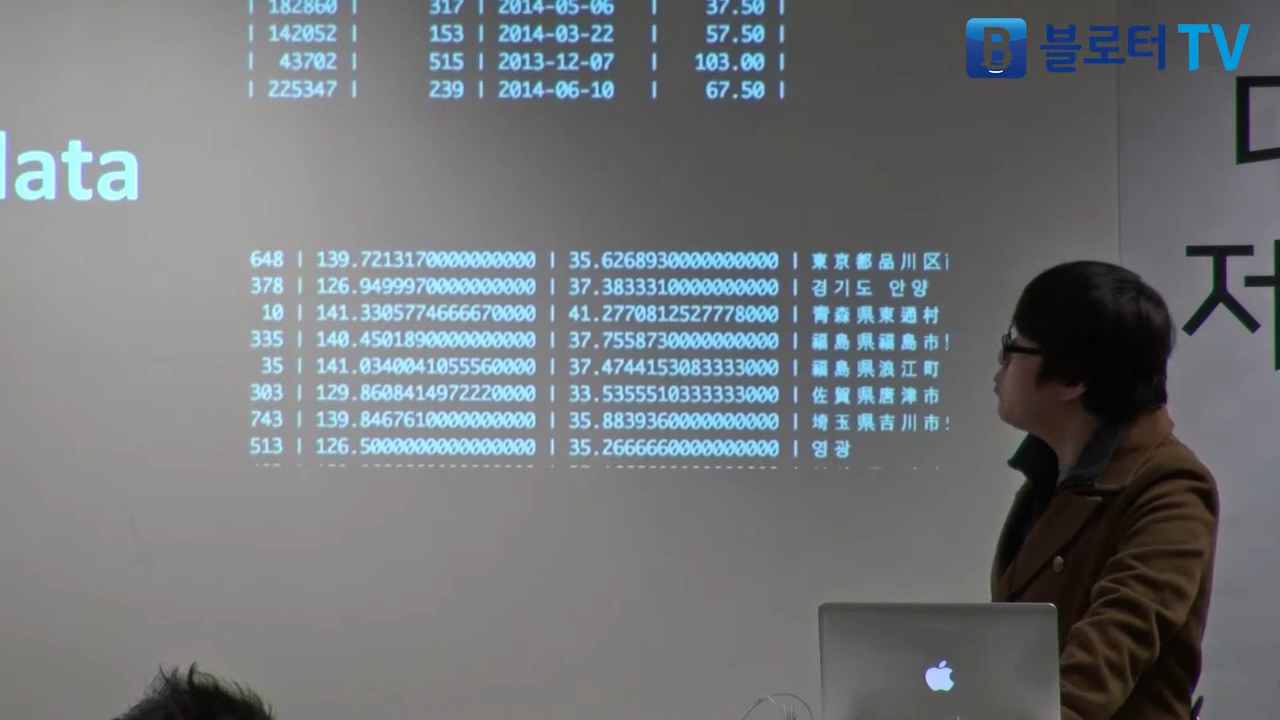 | 182860 | 317 | 2014-05-06 | 37.50 |
| 142052 | 153 | 2014-03-22 | 57.50 |
| 43702 | 515 | 2013-12-07 | 103.00 |
| 225347 | 239 | 2014-06-10 | 67.50 |
B 블로터 TV
data
648 | 139.7213170000000000 | 35.6268930000000000 | 東京都品川区
378 | 126.9499970000000000 | 37.3833310000000000 | 경기도 안양
10 | 141.3305774666670000 | 41.2770812527778000 | 青森県東通村
335 | 140.4501890000000000 | 37.7558730000000000 | 福島県福島市
35 | 141.0340041055560000 | 37.4744153083333000 | 福島県浪江町
303 | 129.8608414972220000 | 33.5355510333333000 | 佐賀県唐津市
743 | 139.8467610000000000 | 35.8839360000000000 | 埼玉県吉川市
513 | 126.5000000000000000 | 35.2666660000000000 | 영광